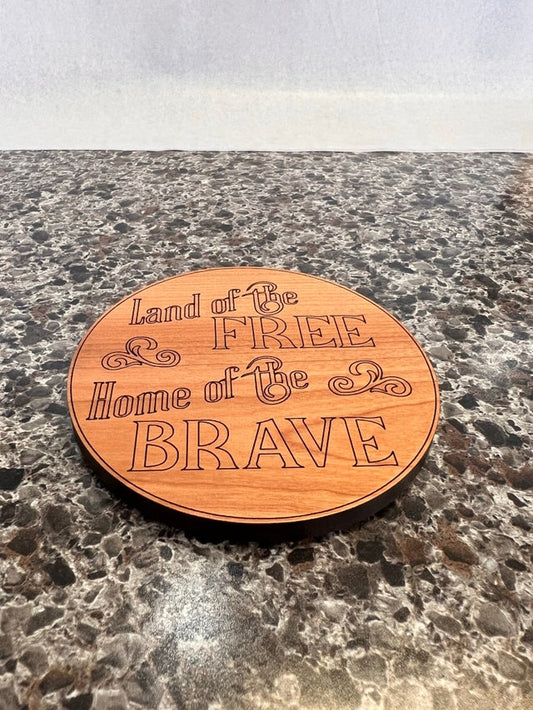 Land of the
FREE
Home of the
BRAVE